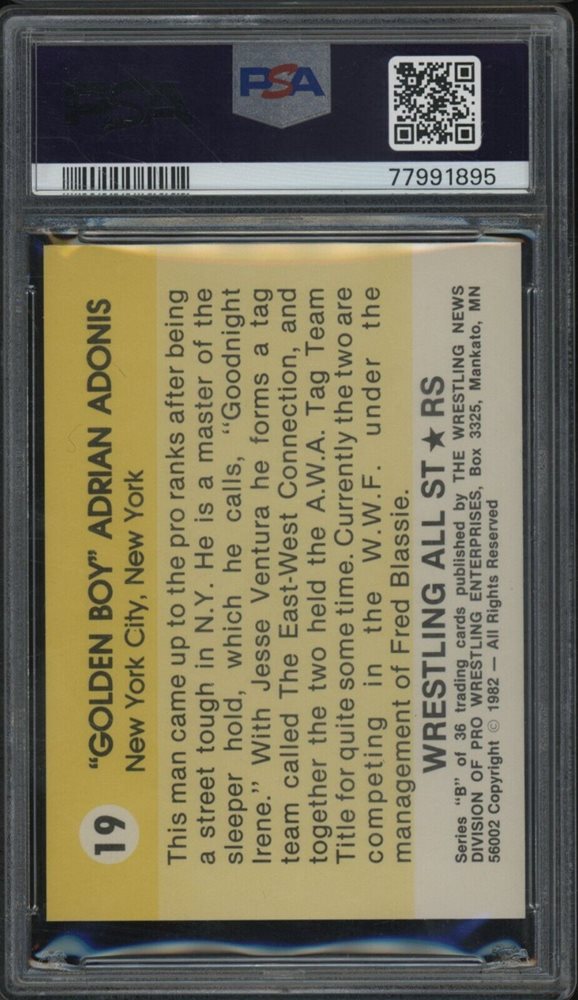 PSA
PSA
77991895
19
"GOLDEN BOY" ADRIAN ADONIS
New York City, New York
This man came up to the pro ranks after being
a street tough in N.Y. He is a master of the
sleeper hold, which he calls, "Goodnight
Irene." With Jesse Ventura he forms a tag
team called The East-West Connection, and
together the two held the A.W.A. Tag Team
Title for quite some time. Currently the two are
competing in the W.W.F. under the
management of Fred Blassie.
WRESTLING ALL ST★RS
Series "B" of 36 trading cards published by THE WRESTLING NEWS
DIVISION OF PRO WRESTLING ENTERPRISES, Box 3325, Mankato, MN
56002 Copyright © 1982 — All Rights Reserved